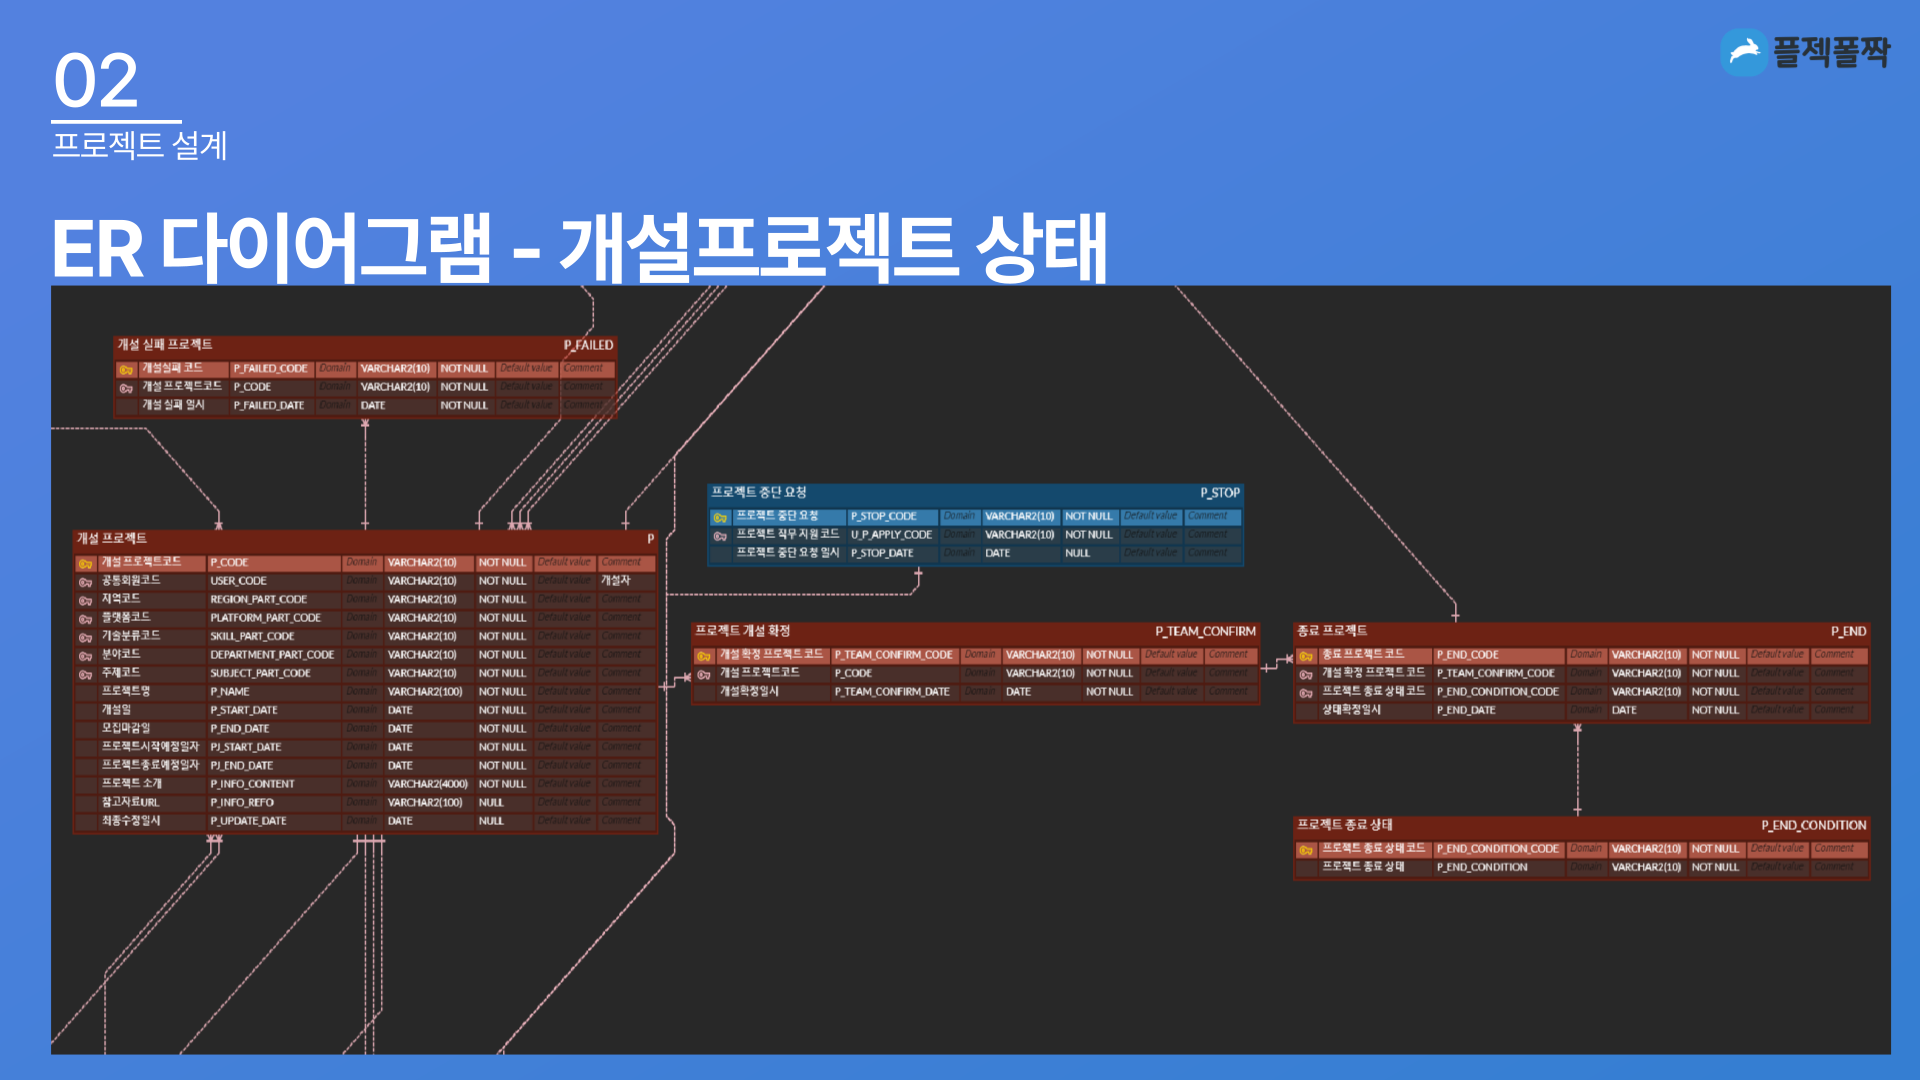 02
프로젝트 설계
플젝폴짝
ER 다이어그램 - 개설프로젝트 상태
개설 실패 프로젝트 P_FAILED
개설실패 코드 P_FAILED_CODE Domain VARCHAR2(10) NOT NULL Default value Comment
개설 프로젝트코드 P_CODE Domain VARCHAR2(10) NOT NULL Default value Comment
개설 실패 일시 P_FAILED_DATE Domain DATE NOT NULL Default value Comment
개설 프로젝트 P
개설 프로젝트코드 P_CODE Domain VARCHAR2(10) NOT NULL Default value Comment
공통회원코드 USER_CODE Domain VARCHAR2(10) NOT NULL Default value 개설자
지역코드 REGION_PART_CODE Domain VARCHAR2(10) NOT NULL Default value Comment
플랫폼코드 PLATFORM_PART_CODE Domain VARCHAR2(10) NOT NULL Default value Comment
기술분류코드 SKILL_PART_CODE Domain VARCHAR2(10) NOT NULL Default value Comment
분야코드 DEPARTMENT_PART_CODE Domain VARCHAR2(10) NOT NULL Default value Comment
주제코드 SUBJECT_PART_CODE Domain VARCHAR2(10) NOT NULL Default value Comment
프로젝트명 P_NAME Domain VARCHAR2(100) NOT NULL Default value Comment
개설일 P_START_DATE Domain DATE NOT NULL Default value Comment
모집마감일 P_END_DATE Domain DATE NOT NULL Default value Comment
프로젝트시작예정일자 PJ_START_DATE Domain DATE NOT NULL Default value Comment
프로젝트종료예정일자 PJ_END_DATE Domain DATE NOT NULL Default value Comment
프로젝트 소개 P_INFO_CONTENT Domain VARCHAR2(4000) NOT NULL Default value Comment
참고자료URL P_INFO_REFO Domain VARCHAR2(100) NULL Default value Comment
최종수정일시 P_UPDATE_DATE Domain DATE NULL Default value Comment
프로젝트 중단 요청 P_STOP
프로젝트 중단 요청 P_STOP_CODE Domain VARCHAR2(10) NOT NULL Default value Comment
프로젝트 직무 지원 코드 U_P_APPLY_CODE Domain VARCHAR2(10) NOT NULL Default value Comment
프로젝트 중단 요청 일시 P_STOP_DATE Domain DATE NULL Default value Comment
프로젝트 개설 확정 P_TEAM_CONFIRM
개설 확정 프로젝트 코드 P_TEAM_CONFIRM_CODE Domain VARCHAR2(10) NOT NULL Default value Comment
개설 프로젝트코드 P_CODE Domain VARCHAR2(10) NOT NULL Default value Comment
개설확정일시 P_TEAM_CONFIRM_DATE Domain DATE NOT NULL Default value Comment
종료 프로젝트 P_END
종료 프로젝트 코드 P_END_CODE Domain VARCHAR2(10) NOT NULL Default value Comment
개설 확정 프로젝트 코드 P_TEAM_CONFIRM_CODE Domain VARCHAR2(10) NOT NULL Default value Comment
프로젝트 종료 상태 코드 P_END_CONDITION_CODE Domain VARCHAR2(10) NOT NULL Default value Comment
상태확정일시 P_END_DATE Domain DATE NOT NULL Default value Comment
프로젝트 종료 상태 P_END_CONDITION
프로젝트 종료 상태 코드 P_END_CONDITION_CODE Domain VARCHAR2(10) NOT NULL Default value Comment
프로젝트 종료 상태 P_END_CONDITION Domain VARCHAR2(10) NOT NULL Default value Comment